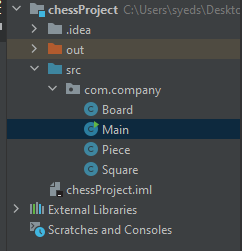 chessProject C:\Users\syeds\Deskto
.idea
out
src
com.company
Board
Main
Piece
Square
chessProject.iml
External Libraries
Scratches and Consoles